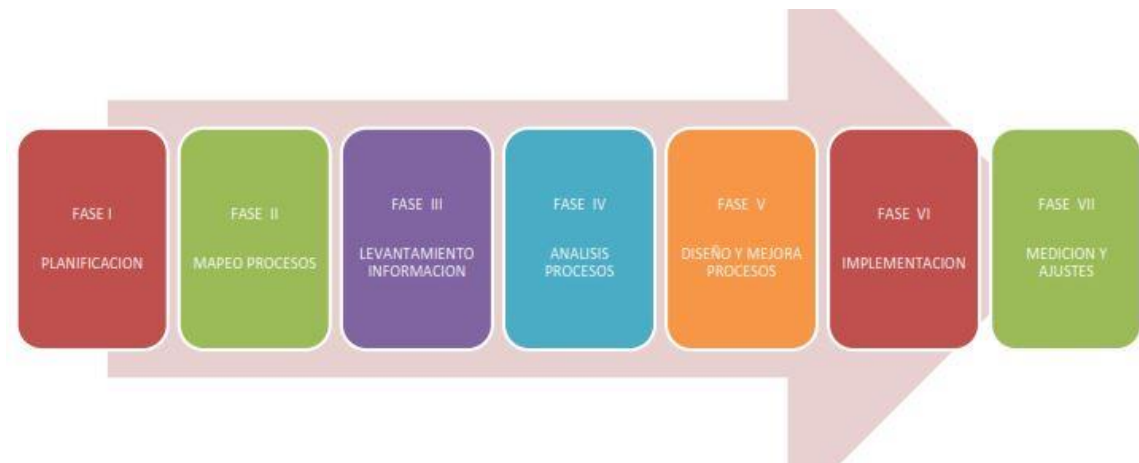 FASE I
PLANIFICACION
FASE II
MAPEO PROCESOS
FASE III
LEVANTAMIENTO
INFORMACION
FASE IV
ANALISIS
PROCESOS
FASE V
DISEÑO Y MEJORA
PROCESOS
FASE VI
IMPLEMENTACION
FASE VII
MEDICION Y
AJUSTES